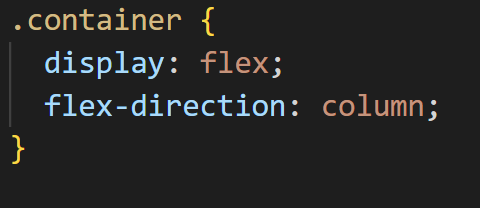 .container {
  display: flex;
  flex-direction: column;
}